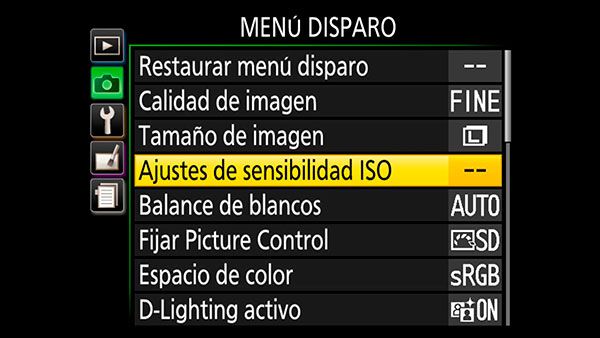 MENÚ DISPARO
Restaurar menú disparo --
Calidad de imagen FINE
Tamaño de imagen L
Ajustes de sensibilidad ISO --
Balance de blancos AUTO
Fijar Picture Control SD
Espacio de color sRGB
D-Lighting activo ON